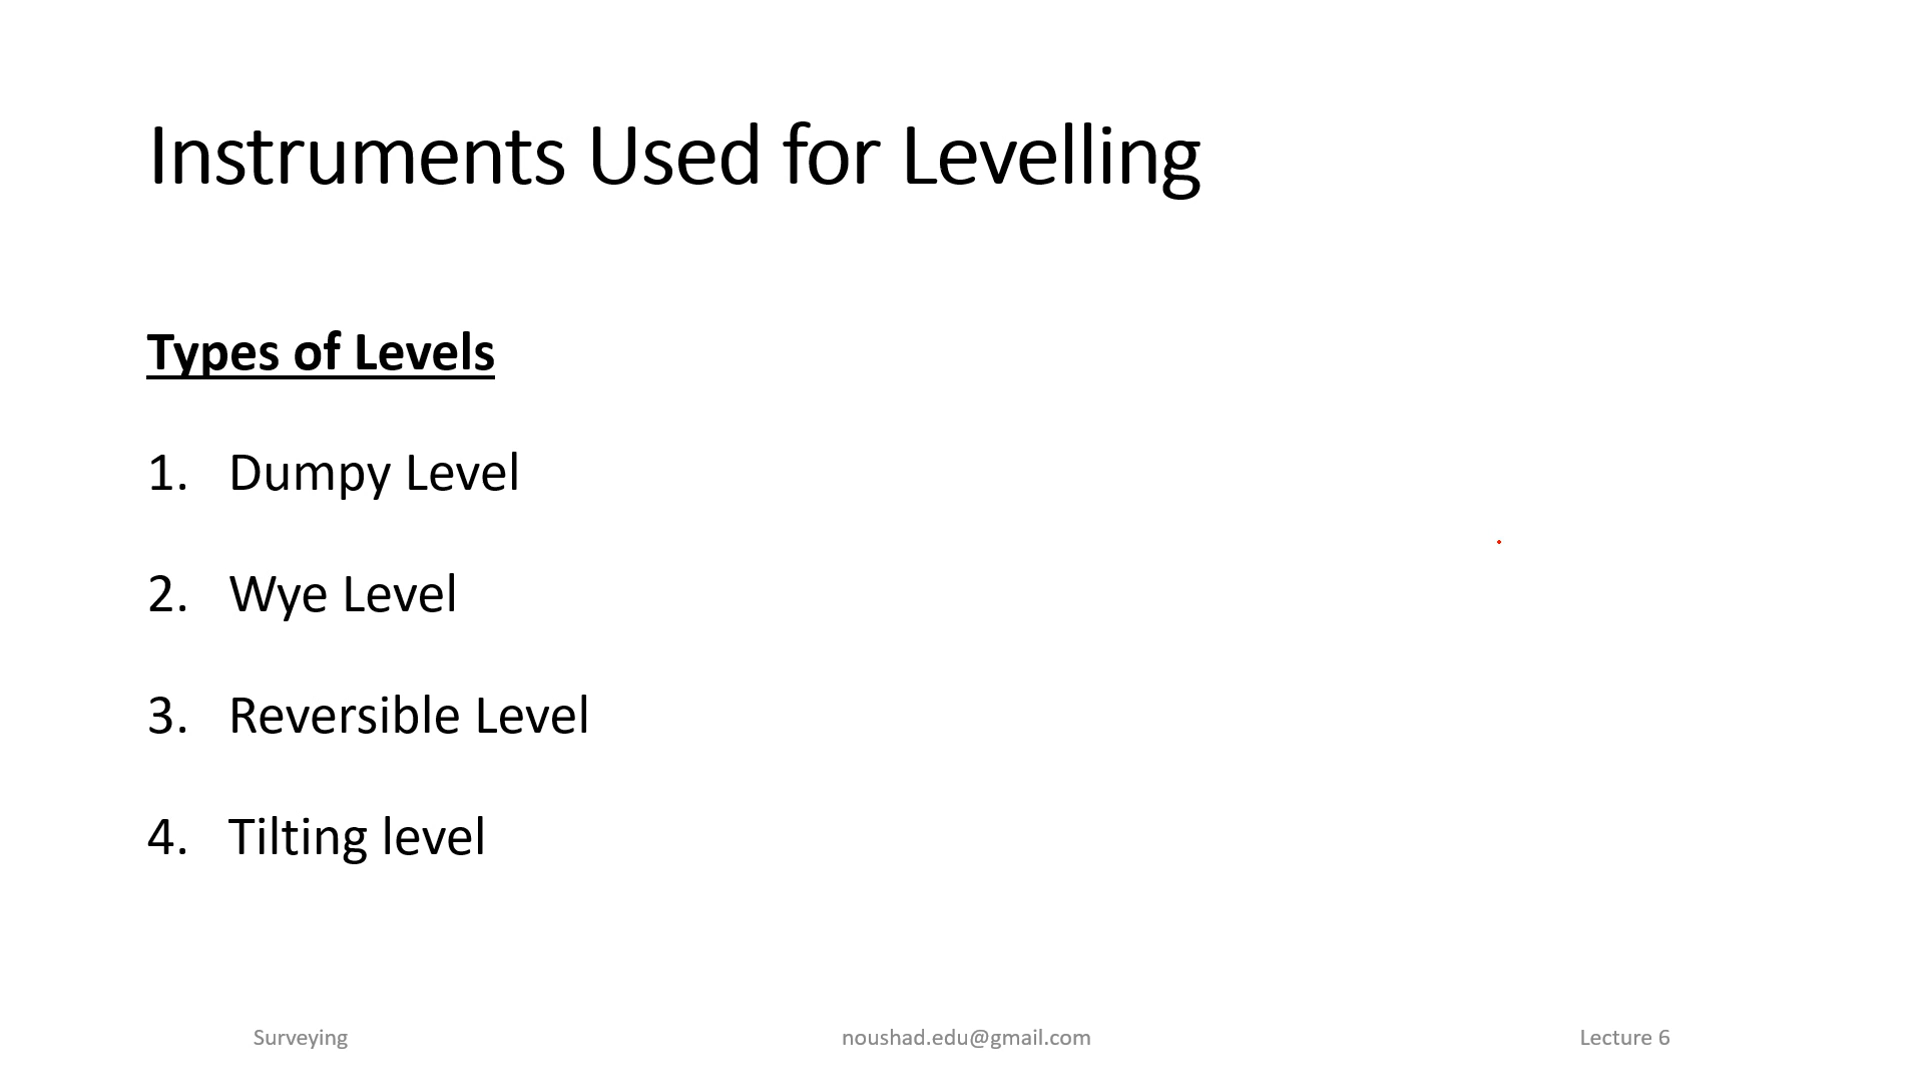 Instruments Used for Levelling
Types of Levels
1. Dumpy Level
2. Wye Level
3. Reversible Level
4. Tilting level
Surveying
noushad.edu@gmail.com
Lecture 6